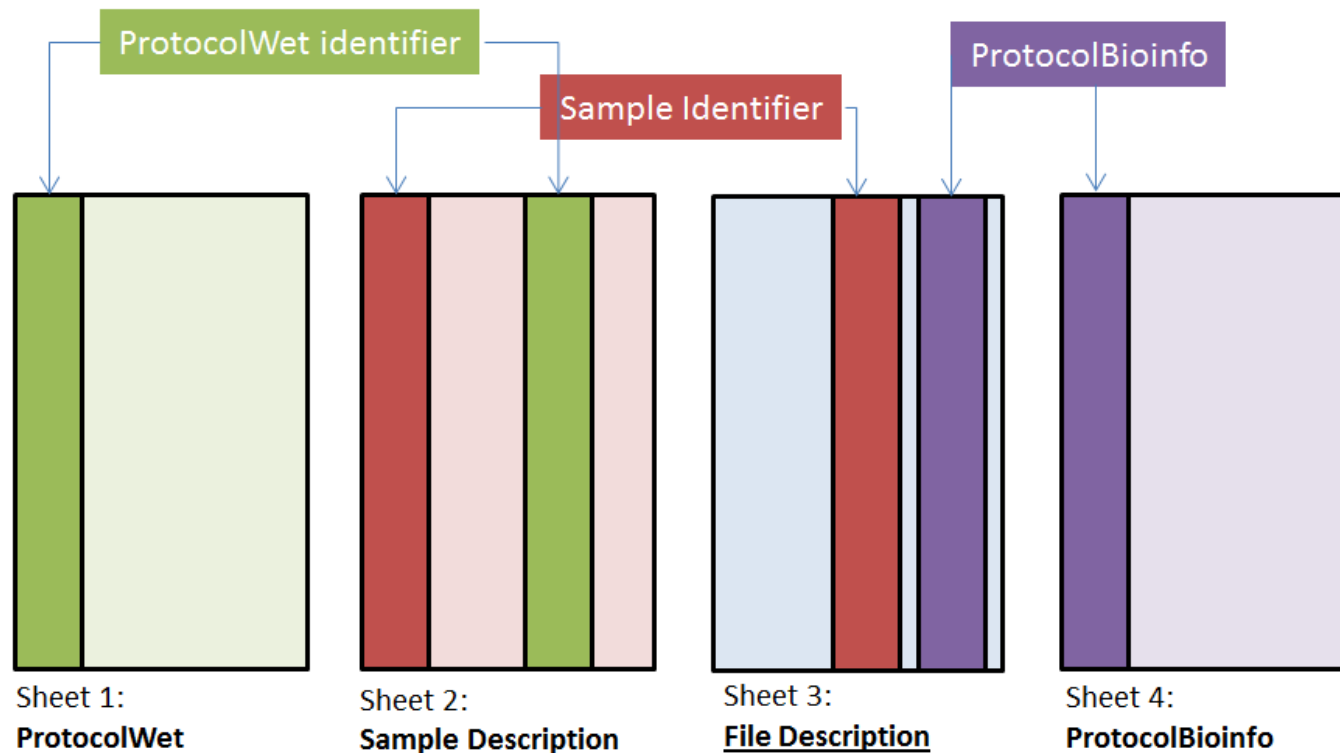 ProtocolWet identifier
Sample Identifier
ProtocolBioinfo
Sheet 1:
ProtocolWet
Sheet 2:
Sample Description
Sheet 3:
File Description
Sheet 4:
ProtocolBioinfo